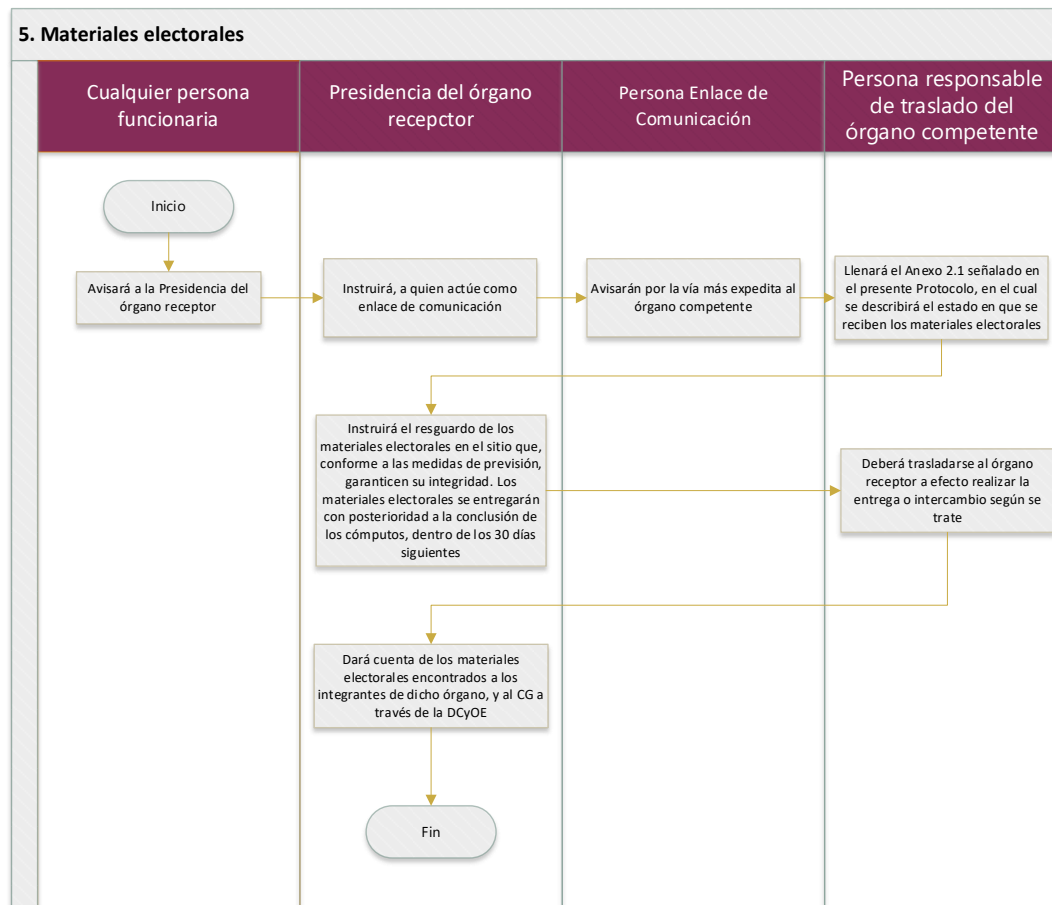 5. Materiales electorales
Cualquier persona
funcionaria
Presidencia del órgano
recepctor
Persona Enlace de
Comunicación
Persona responsable
de traslado del
órgano competente
Inicio
Avisará a la Presidencia del
órgano receptor
Instruirá, a quien actúe como
enlace de comunicación
Avisarán por la vía más expedita al
órgano competente
Llenará el Anexo 2.1 señalado en
el presente Protocolo, en el cual
se describirá el estado en que se
reciben los materiales electorales
Instruirá el resguardo de los
materiales electorales en el sitio que,
conforme a las medidas de previsión,
garanticen su integridad. Los
materiales electorales se entregarán
con posterioridad a la conclusión de
los cómputos, dentro de los 30 días
siguientes
Deberá trasladarse al órgano
receptor a efecto realizar la
entrega o intercambio según se
trate
Dará cuenta de los materiales
electorales encontrados a los
integrantes de dicho órgano, y al CG a
través de la DCyOE
Fin